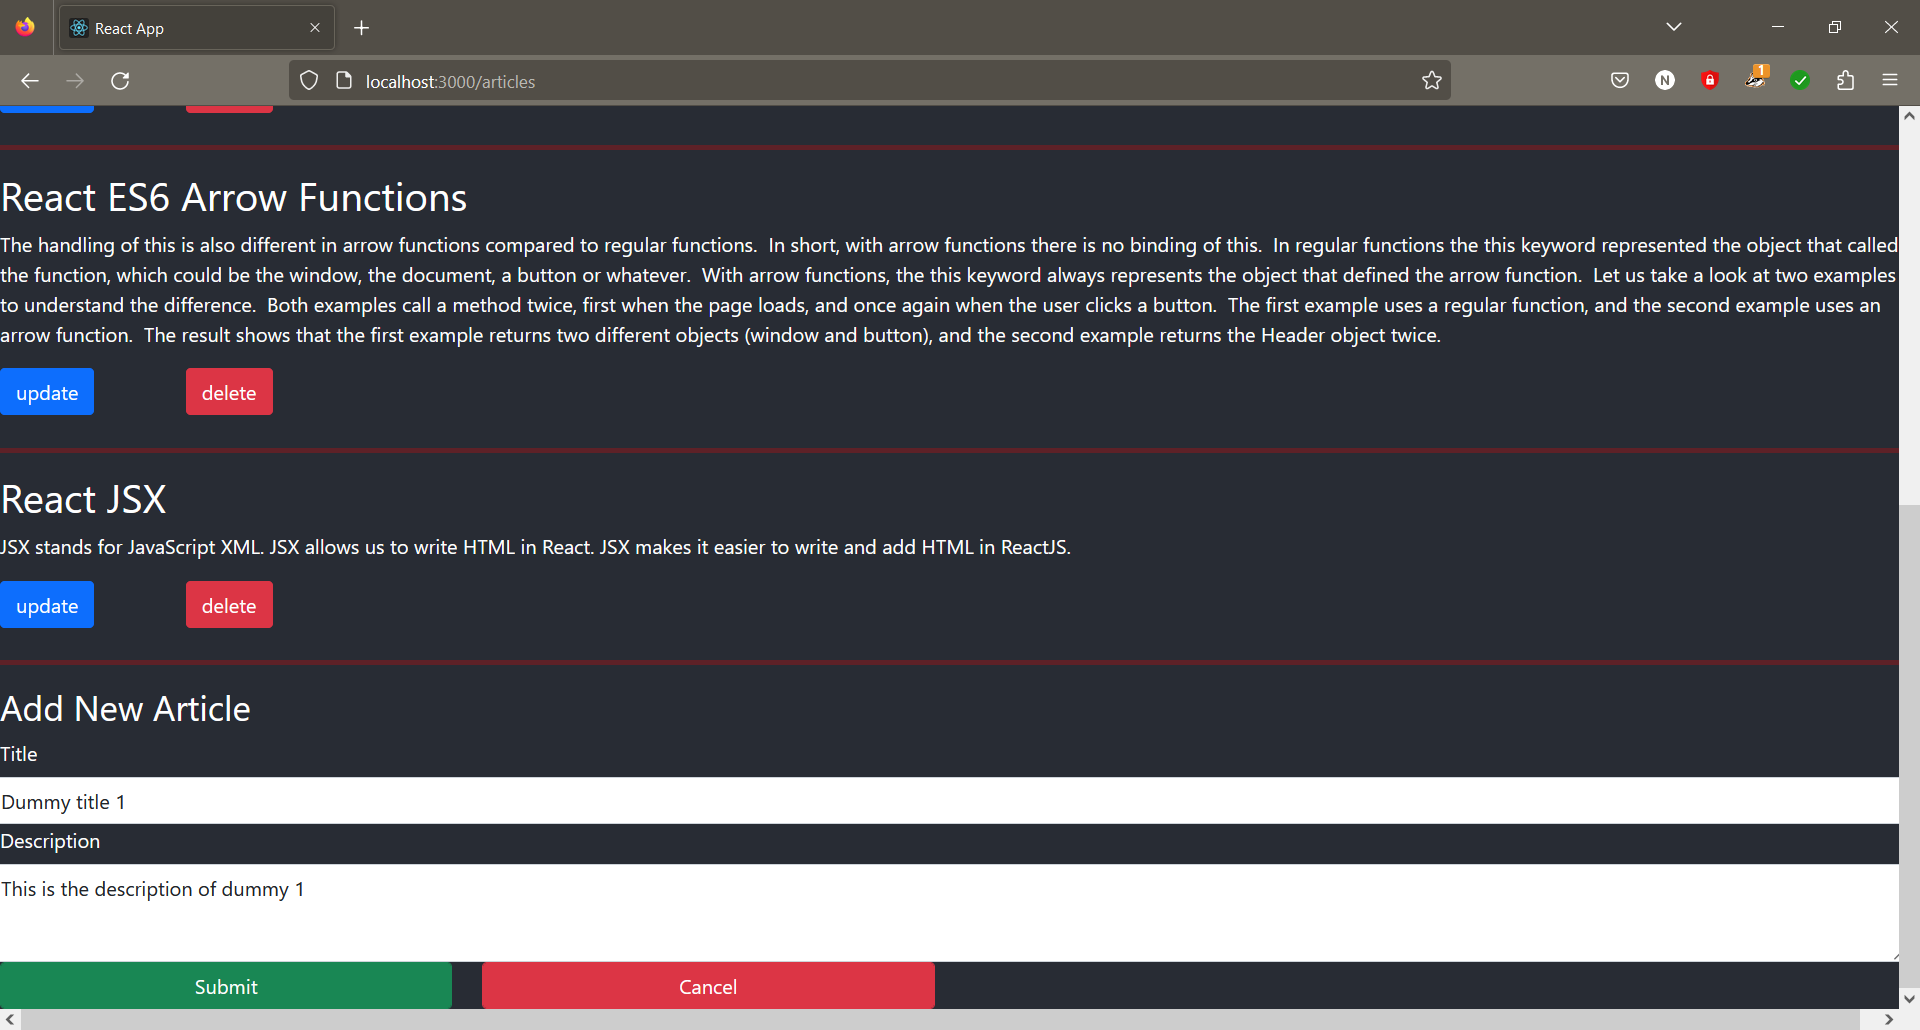 React App
localhost:3000/articles
N
1
React ES6 Arrow Functions
The handling of this is also different in arrow functions compared to regular functions.  In short, with arrow functions there is no binding of this.  In regular functions the this keyword represented the object that called
the function, which could be the window, the document, a button or whatever.  With arrow functions, the this keyword always represents the object that defined the arrow function.  Let us take a look at two examples
to understand the difference.  Both examples call a method twice, first when the page loads, and once again when the user clicks a button.  The first example uses a regular function, and the second example uses an
arrow function.  The result shows that the first example returns two different objects (window and button), and the second example returns the Header object twice.
update delete
React JSX
JSX stands for JavaScript XML. JSX allows us to write HTML in React. JSX makes it easier to write and add HTML in ReactJS.
update delete
Add New Article
Title
Dummy title 1
Description
This is the description of dummy 1
Submit Cancel